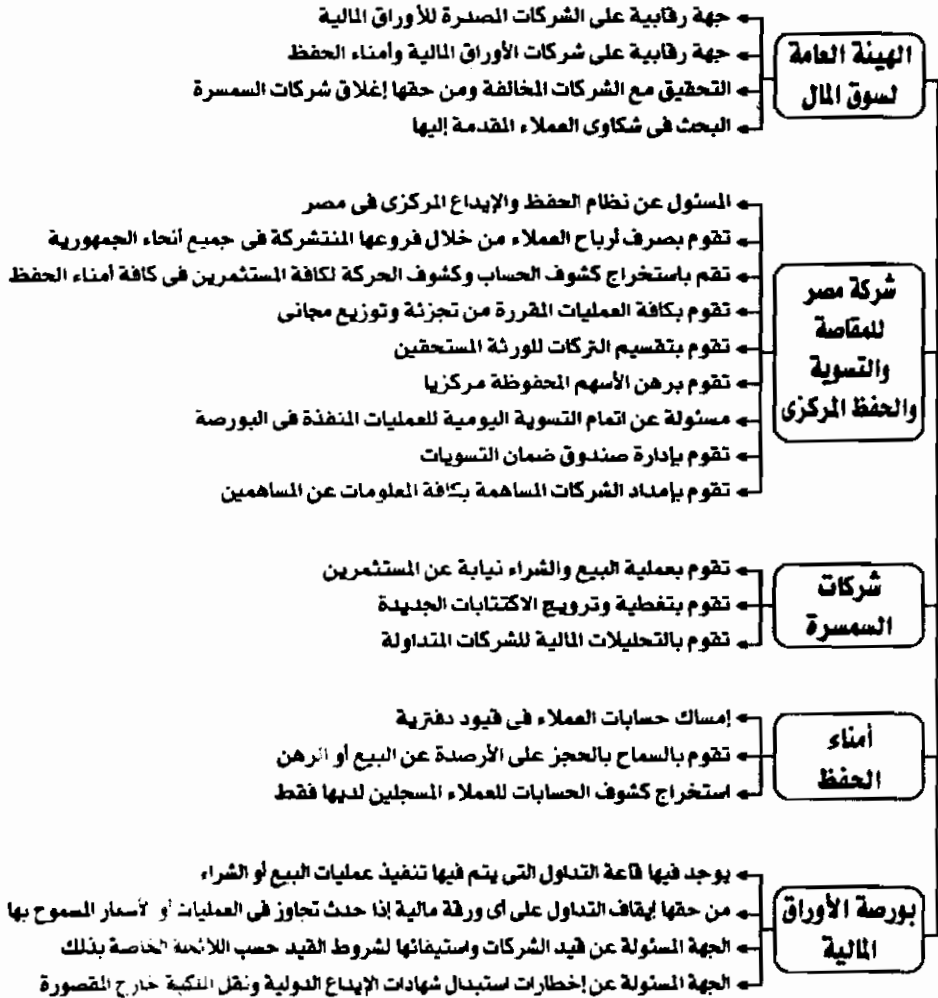 الهيئة العامة
لسوق المال
جهة رقابية على الشركات المصدرة للأوراق المالية
جهة رقابية على شركات الأوراق المالية وأمناء الحفظ
التحقيق مع الشركات المخالفة ومن حقها إغلاق شركات السمسرة
البحث فى شكاوى العملاء المقدمة إليها
شركة مصر
للمقاصة
والتسوية
والحفظ المركزى
المسئول عن نظام الحفظ والإيداع المركزى فى مصر
تقوم بصرف أرباح العملاء من خلال فروعها المنتشركة فى جميع أنحاء الجمهورية
تقم باستخراج كشوف الحساب وكشوف الحركة لكافة المستثمرين فى كافة أمناء الحفظ
تقوم بكافة العمليات المقررة من تجزئة وتوزيع مجانى
تقوم بتقسيم التركات للورثة المستحقين
تقوم برهن الأسهم المحفوظة مركزيا
مسئولة عن اتمام التسوية اليومية للعمليات المنفذة فى البورصة
تقوم بإدارة صندوق ضمان التسويات
تقوم بإمداد الشركات المساهمة بكافة المعلومات عن المساهمين
شركات
السمسرة
تقوم بعملية البيع والشراء نيابة عن المستثمرين
تقوم بتغطية وترويج الاكتتابات الجديدة
تقوم بالتحليلات المالية للشركات المتداولة
أمناء
الحفظ
إمساك حسابات العملاء فى قيود دفترية
تقوم بالسماح بالحجز على الأرصدة عن البيع أو الرهن
استخراج كشوف الحسابات للعملاء المسجلين لديها فقط
بورصة الأوراق
المالية
يوجد فيها قاعة التداول التى يتم فيها تنفيذ عمليات البيع أو الشراء
من حقها إيقاف التداول على أى ورقة مالية إذا حدث تجاوز فى العمليات أو الأسعار المسموح بها
الجهة المسئولة عن قيد الشركات واستيفائها لشروط القيد حسب اللائحة الخاصة بذلك
الجهة المسئولة عن إخطارات استبدال شهادات الإيداع الدولية ونقل الملكية خارج المقصورة